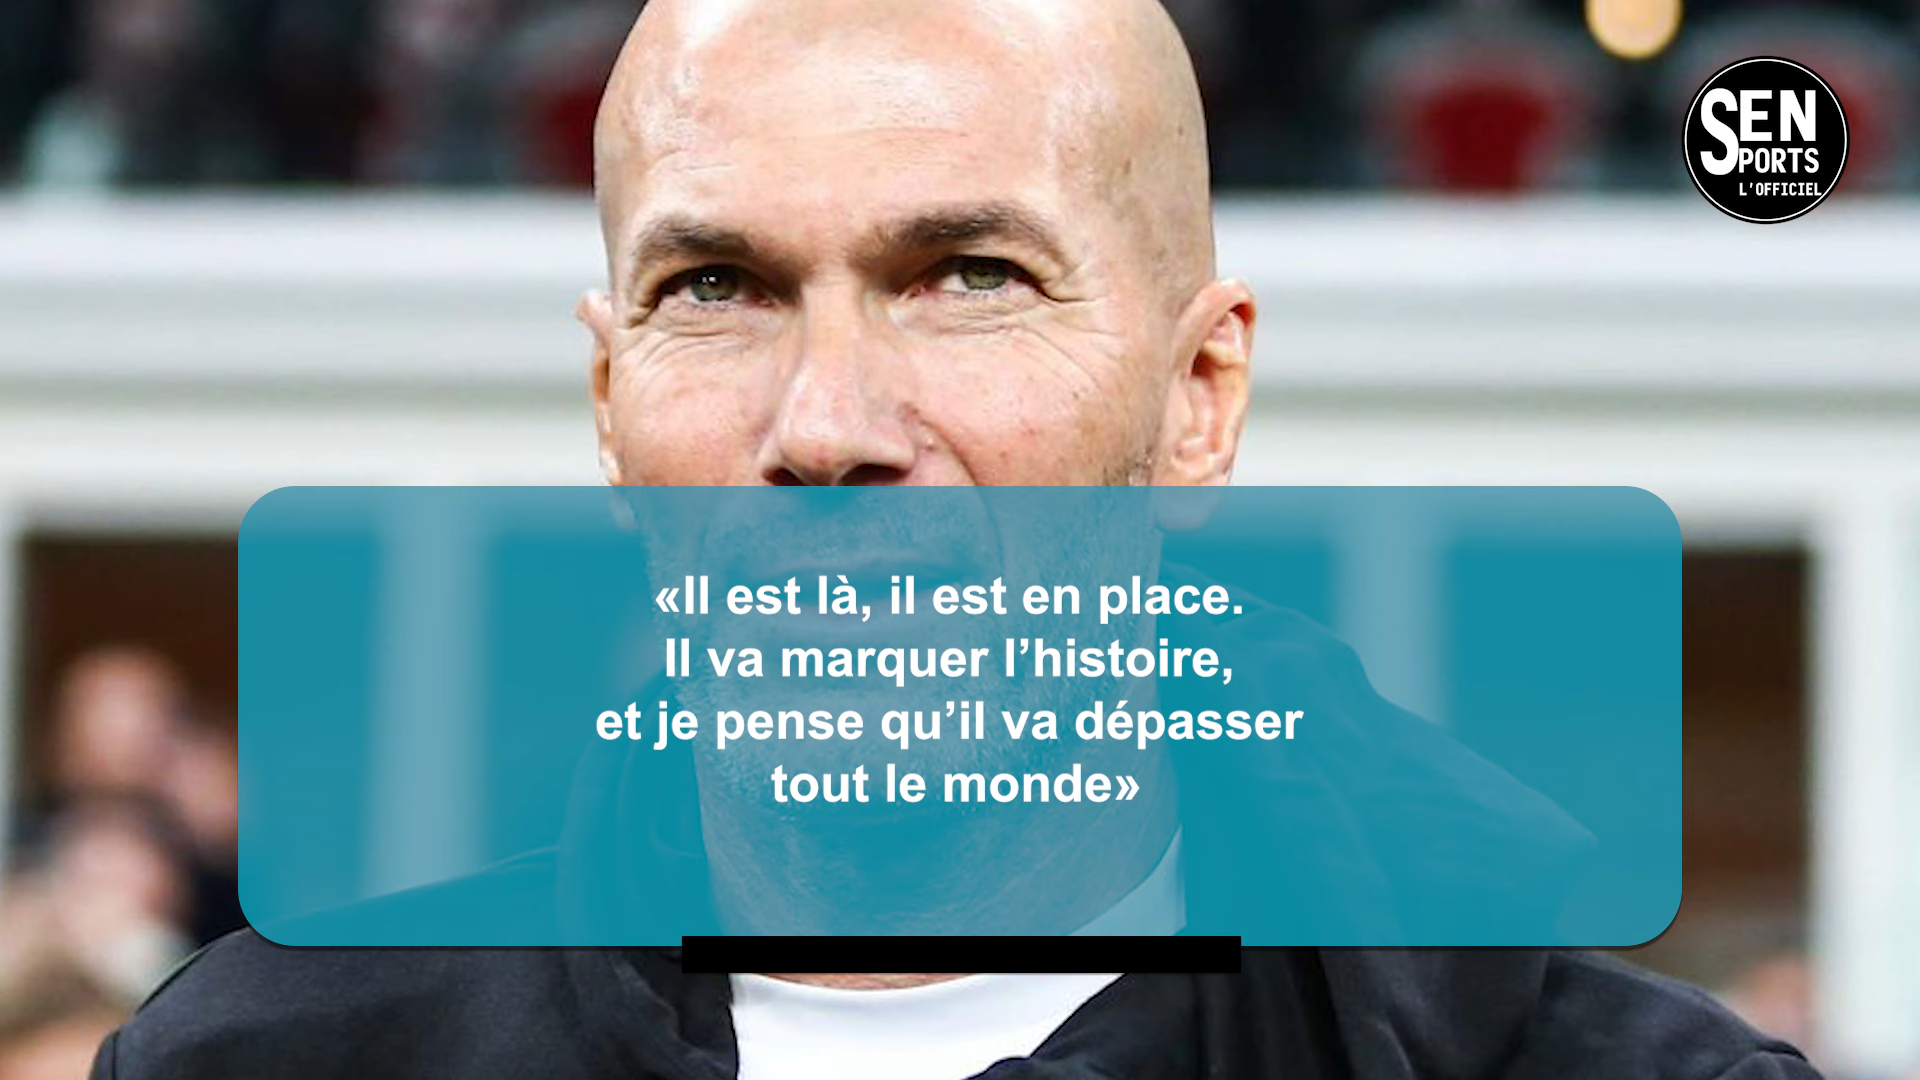 SEN
SPORTS
L'OFFICIEL
«Il est là, il est en place.
Il va marquer l’histoire,
et je pense qu’il va dépasser
tout le monde»